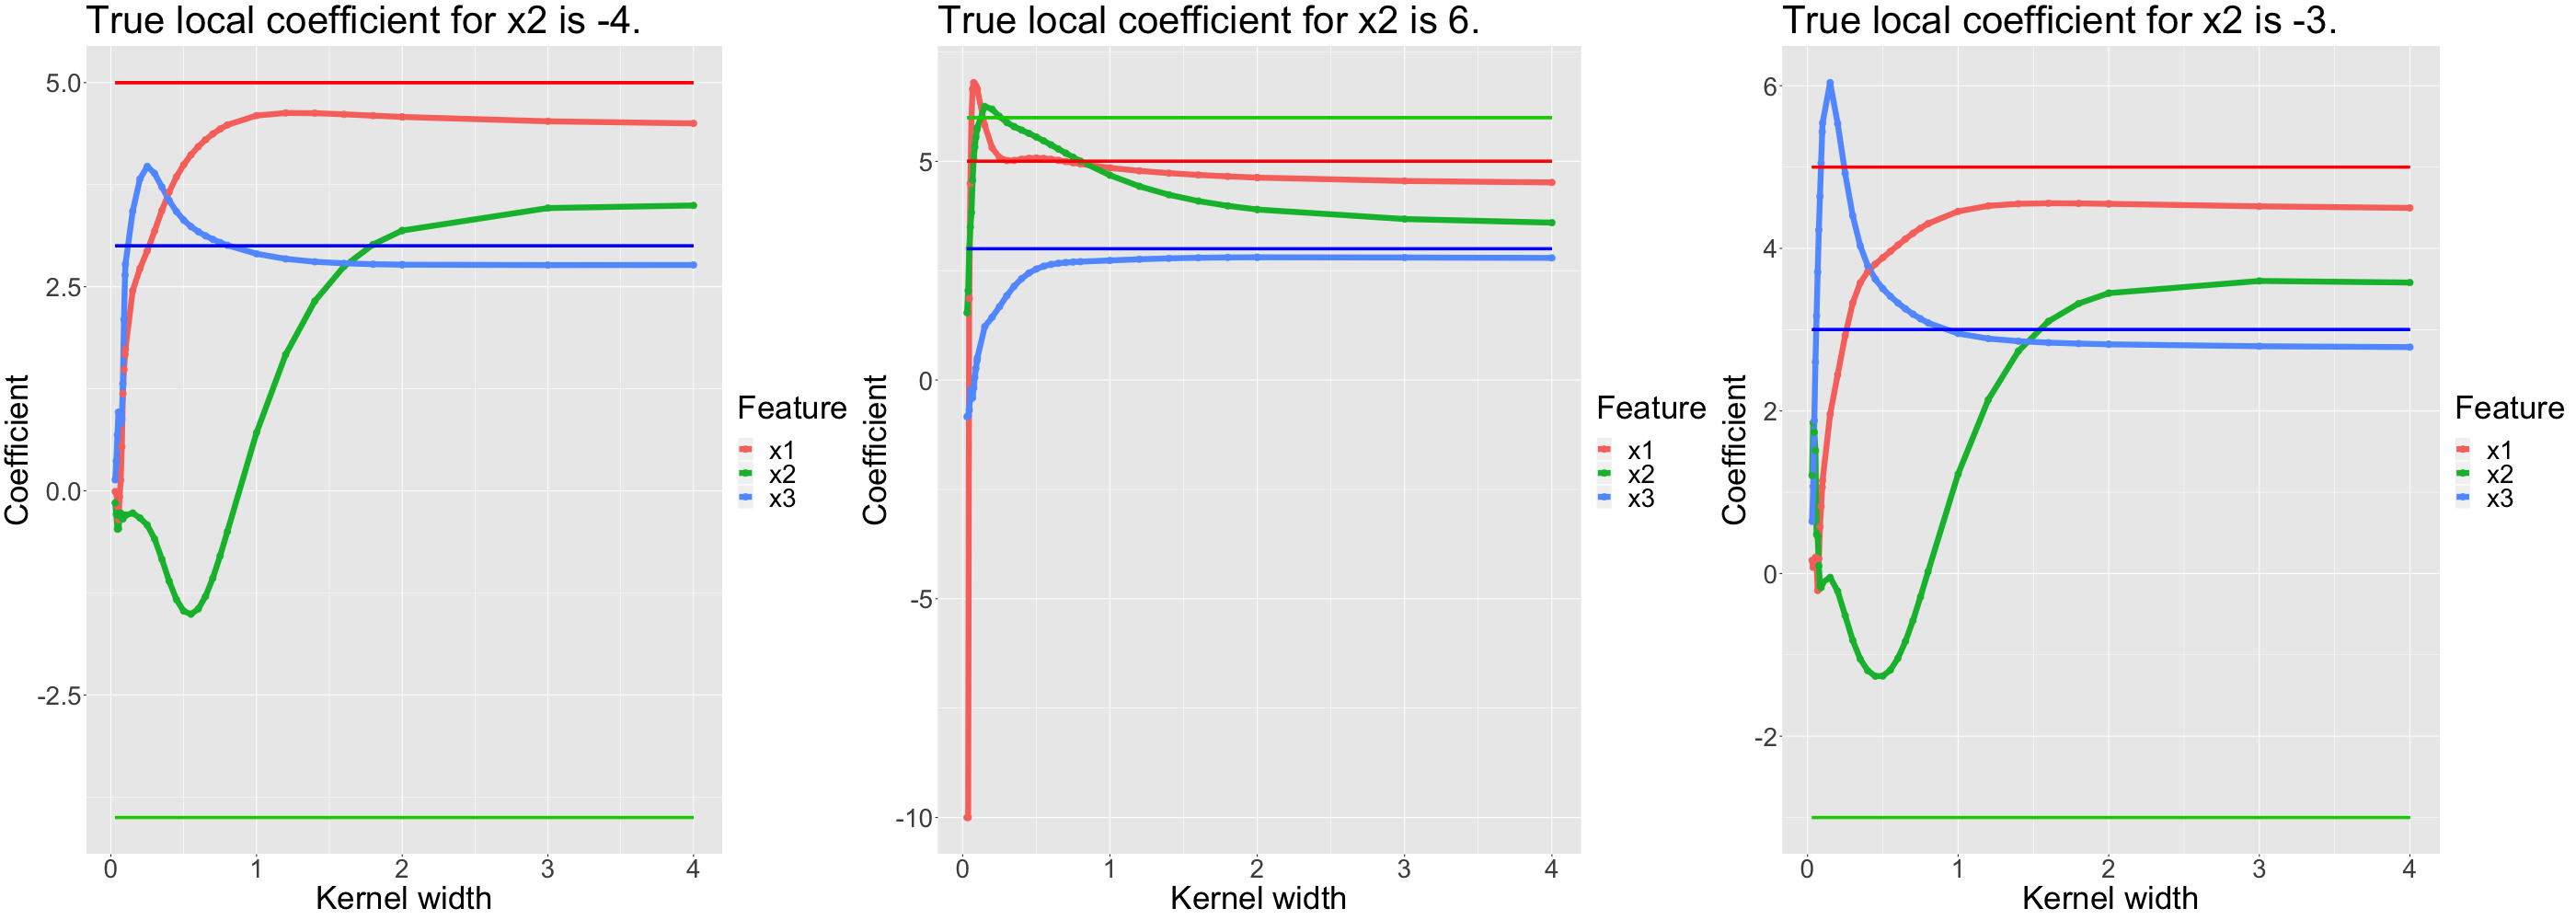 True local coefficient for x2 is -4.
5.0
2.5
0.0
-2.5
Coefficient
0 1 2 3 4
Kernel width
Feature
x1
x2
x3
True local coefficient for x2 is 6.
5
0
-5
-10
Coefficient
0 1 2 3 4
Kernel width
Feature
x1
x2
x3
True local coefficient for x2 is -3.
6
4
2
0
-2
Coefficient
0 1 2 3 4
Kernel width
Feature
x1
x2
x3